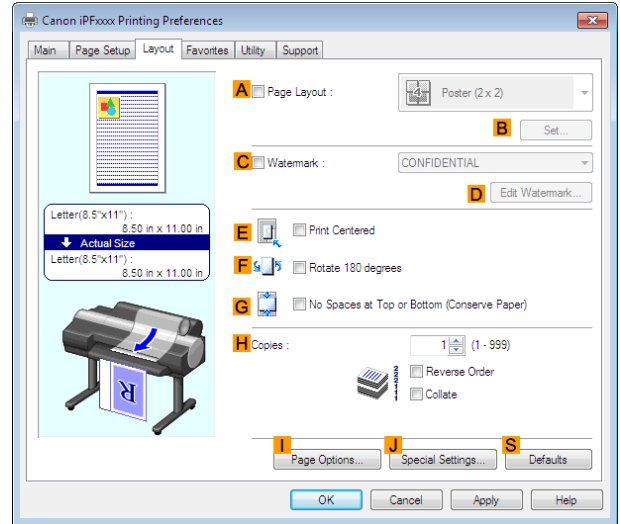 Canon iPFxxxx Printing Preferences
Main Page Setup Layout Favorites Utility Support
A Page Layout : 4 Poster (2 x 2)
B Set...
C Watermark : CONFIDENTIAL
D Edit Watermark...
Letter(8.5"x11") :
8.50 in x 11.00 in
Actual Size
Letter(8.5"x11") :
8.50 in x 11.00 in
E Print Centered
F Rotate 180 degrees
G No Spaces at Top or Bottom (Conserve Paper)
H Copies : 1 (1 - 999)
222111 Reverse Order
Collate
R
I J S
Page Options... Special Settings... Defaults
OK Cancel Apply Help